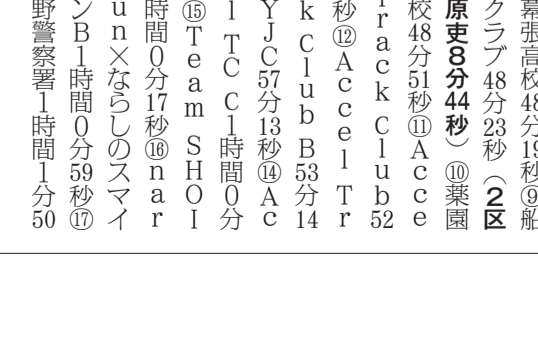 幕張高校48分19秒⑨船
クラブ48分23秒（2区
原吏8分44秒）⑩薬園
校48分51秒⑪Acce
rack Club52
秒⑫Accel Tr
k Club B53分14
YJC57分13秒⑭Ac
l TC C1時間0分
⑮Team SHOI
時間0分17秒⑯nar
un×ならしのスマイ
ンB1時間0分59秒⑰
野警察署1時間1分50